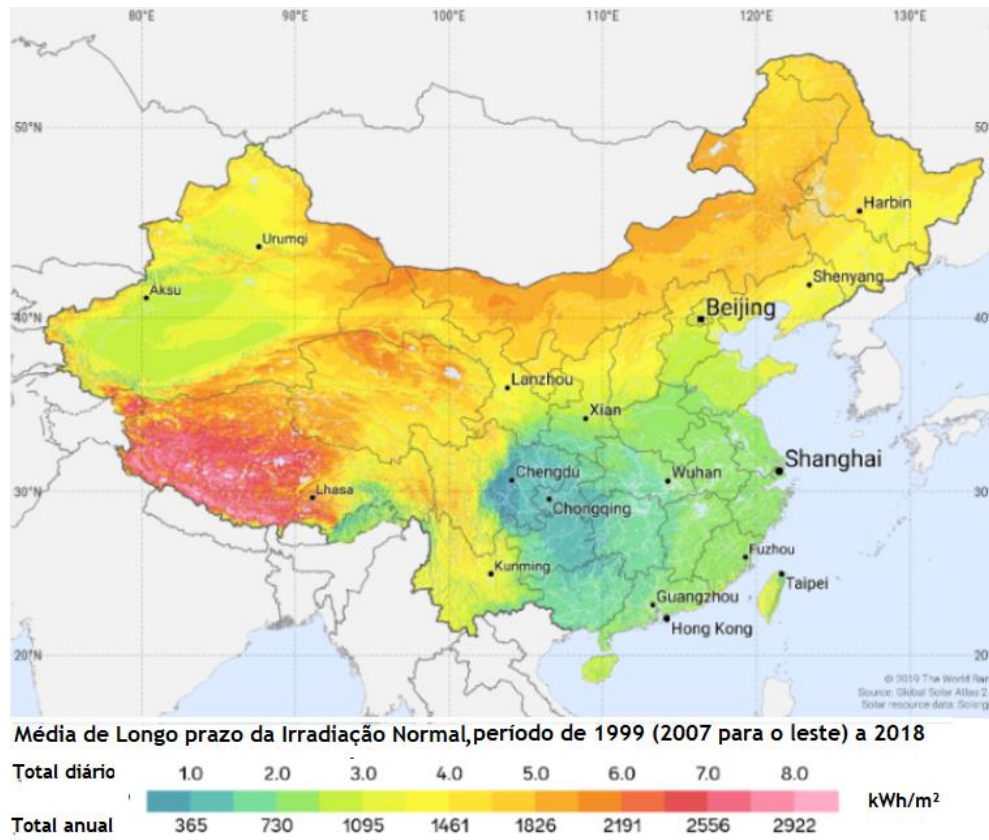 80°E 90°E 100°E 110°E 120°E 130°E
50°N 50°
Harbin
Urumqi
Shenyang
Aksu
Beijing
40°N 40°
Lanzhou
Xian
Shanghai
Chengdu
Wuhan
30°N 30°
Lhasa
Chongqing
Fuzhou
Kunming
Taipei
Guangzhou
Hong Kong
20°N 20°
© 2019 The World Ban
Source: Global Solar Atlas 2
Solar resource data: Solarg
Média de Longo prazo da Irradiação Normal,período de 1999 (2007 para o leste) a 2018
Total diário 1.0 2.0 3.0 4.0 5.0 6.0 7.0 8.0
kWh/m²
Total anual 365 730 1095 1461 1826 2191 2556 2922